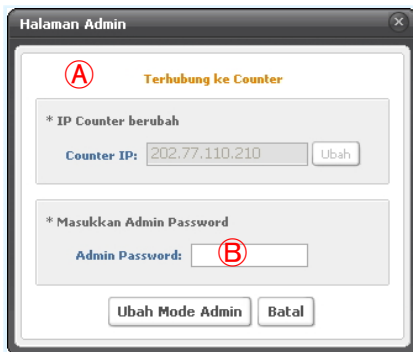 Halaman Admin
A
Terhubung ke Counter
* IP Counter berubah
Counter IP: 202.77.110.210 Ubah
* Masukkan Admin Password
Admin Password: B
Ubah Mode Admin Batal